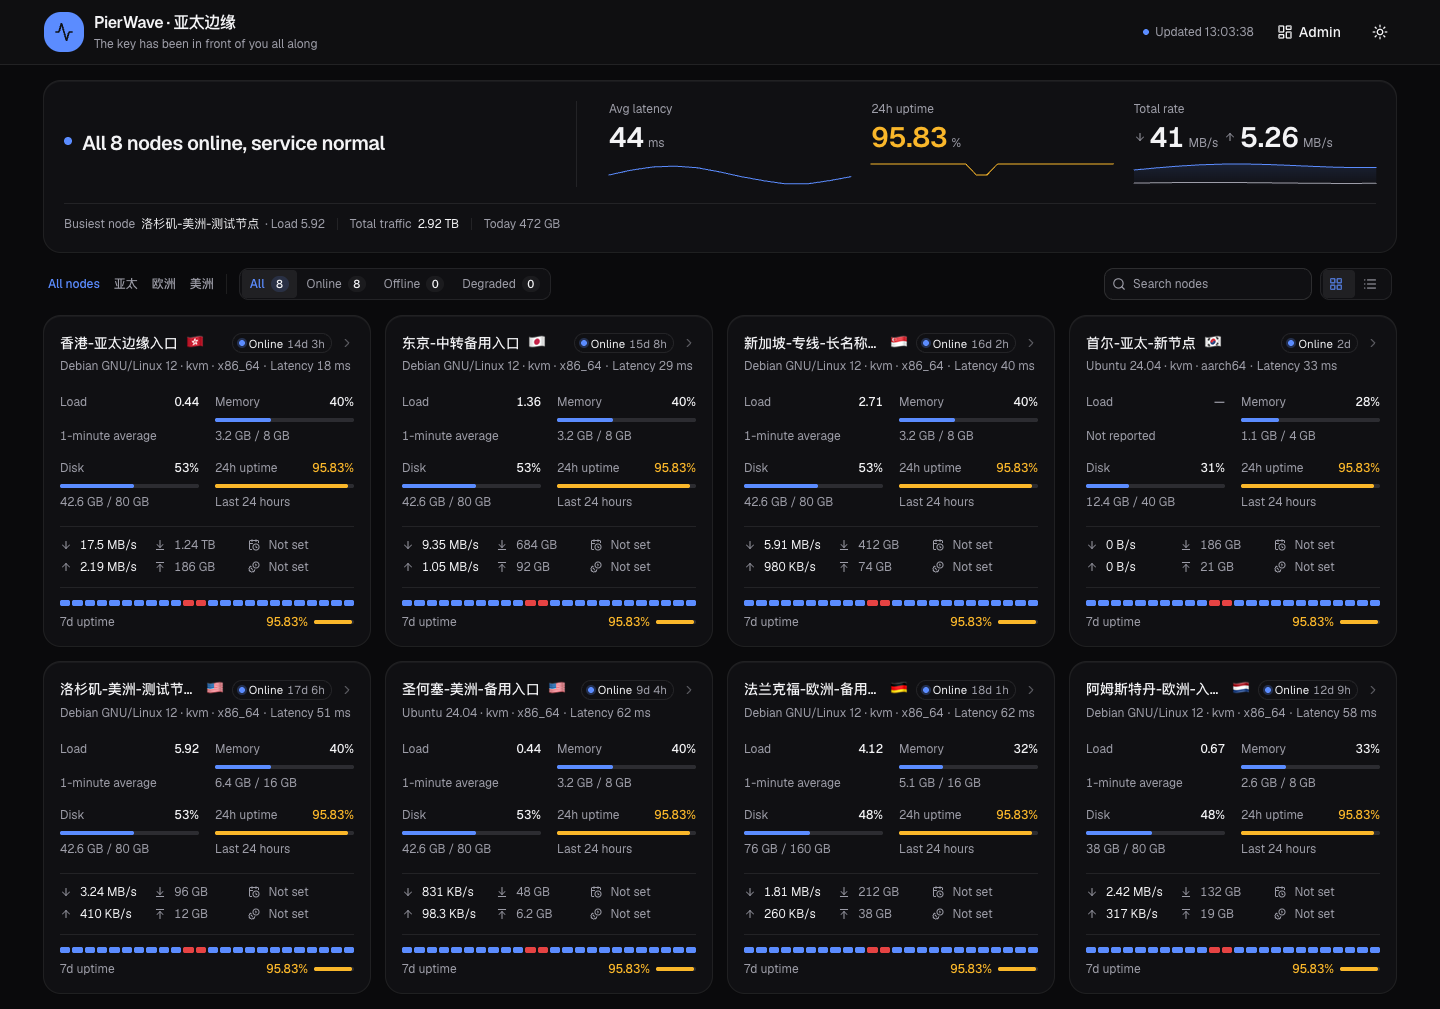 PierWave · 亚太边缘
The key has been in front of you all along
Updated 13:03:38
Admin
All 8 nodes online, service normal
Avg latency
44 ms
24h uptime
95.83 %
Total rate
↓ 41 MB/s ↑ 5.26 MB/s
Busiest node 洛杉矶-美洲-测试节点 · Load 5.92
Total traffic 2.92 TB
Today 472 GB
All nodes 亚太 欧洲 美洲
All 8 Online 8 Offline 0 Degraded 0
Search nodes
香港-亚太边缘入口 Online 14d 3h
Debian GNU/Linux 12 · kvm · x86_64 · Latency 18 ms
Load 0.44 Memory 40%
1-minute average 3.2 GB / 8 GB
Disk 53% 24h uptime 95.83%
42.6 GB / 80 GB Last 24 hours
↓ 17.5 MB/s 1.24 TB Not set
↑ 2.19 MB/s 186 GB Not set
7d uptime 95.83%
东京-中转备用入口 Online 15d 8h
Debian GNU/Linux 12 · kvm · x86_64 · Latency 29 ms
Load 1.36 Memory 40%
1-minute average 3.2 GB / 8 GB
Disk 53% 24h uptime 95.83%
42.6 GB / 80 GB Last 24 hours
↓ 9.35 MB/s 684 GB Not set
↑ 1.05 MB/s 92 GB Not set
7d uptime 95.83%
新加坡-专线-长名称... Online 16d 2h
Debian GNU/Linux 12 · kvm · x86_64 · Latency 40 ms
Load 2.71 Memory 40%
1-minute average 3.2 GB / 8 GB
Disk 53% 24h uptime 95.83%
42.6 GB / 80 GB Last 24 hours
↓ 5.91 MB/s 412 GB Not set
↑ 980 KB/s 74 GB Not set
7d uptime 95.83%
首尔-亚太-新节点 Online 2d
Ubuntu 24.04 · kvm · aarch64 · Latency 33 ms
Load — Memory 28%
Not reported 1.1 GB / 4 GB
Disk 31% 24h uptime 95.83%
12.4 GB / 40 GB Last 24 hours
↓ 0 B/s 186 GB Not set
↑ 0 B/s 21 GB Not set
7d uptime 95.83%
洛杉矶-美洲-测试节... Online 17d 6h
Debian GNU/Linux 12 · kvm · x86_64 · Latency 51 ms
Load 5.92 Memory 40%
1-minute average 6.4 GB / 16 GB
Disk 53% 24h uptime 95.83%
42.6 GB / 80 GB Last 24 hours
↓ 3.24 MB/s 96 GB Not set
↑ 410 KB/s 12 GB Not set
7d uptime 95.83%
圣何塞-美洲-备用入口 Online 9d 4h
Ubuntu 24.04 · kvm · x86_64 · Latency 62 ms
Load 0.44 Memory 40%
1-minute average 3.2 GB / 8 GB
Disk 53% 24h uptime 95.83%
42.6 GB / 80 GB Last 24 hours
↓ 831 KB/s 48 GB Not set
↑ 98.3 KB/s 6.2 GB Not set
7d uptime 95.83%
法兰克福-欧洲-备用... Online 18d 1h
Debian GNU/Linux 12 · kvm · x86_64 · Latency 62 ms
Load 4.12 Memory 32%
1-minute average 5.1 GB / 16 GB
Disk 48% 24h uptime 95.83%
76 GB / 160 GB Last 24 hours
↓ 1.81 MB/s 212 GB Not set
↑ 260 KB/s 38 GB Not set
7d uptime 95.83%
阿姆斯特丹-欧洲-入... Online 12d 9h
Debian GNU/Linux 12 · kvm · x86_64 · Latency 58 ms
Load 0.67 Memory 33%
1-minute average 2.6 GB / 8 GB
Disk 48% 24h uptime 95.83%
38 GB / 80 GB Last 24 hours
↓ 2.42 MB/s 132 GB Not set
↑ 317 KB/s 19 GB Not set
7d uptime 95.83%